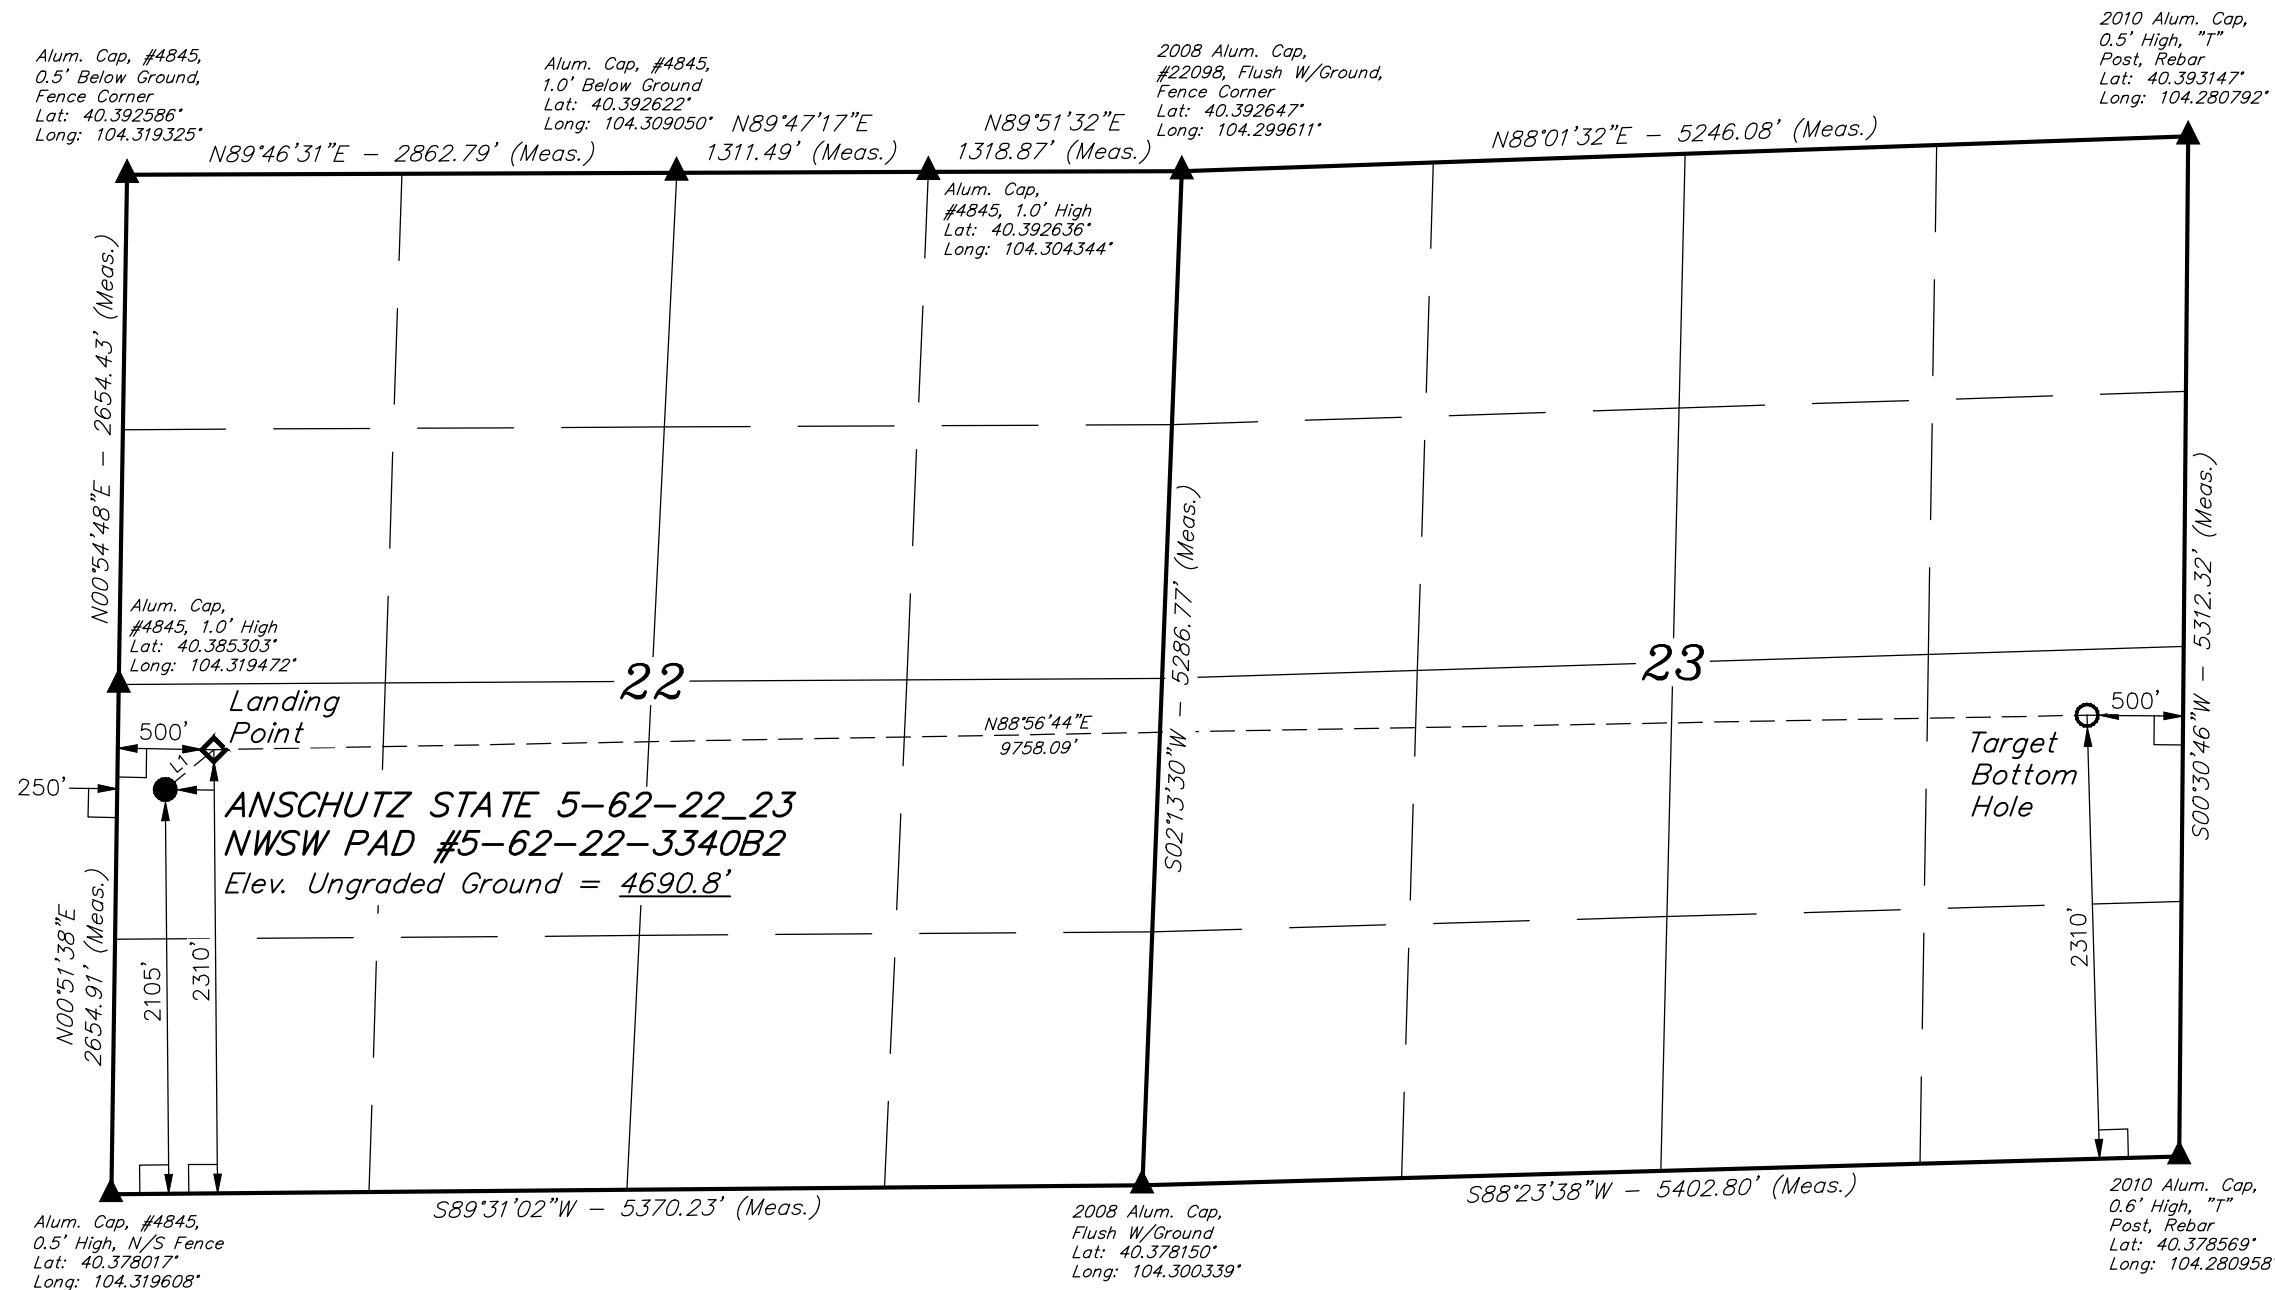 2010 Alum. Cap,
0.5' High, "T"
Post, Rebar
Lat: 40.393147°
Long: 104.280792°
Alum. Cap, #4845,
0.5' Below Ground,
Fence Corner
Lat: 40.392586°
Long: 104.319325°
Alum. Cap, #4845,
1.0' Below Ground
Lat: 40.392622°
Long: 104.309050°
2008 Alum. Cap,
#22098, Flush W/Ground,
Fence Corner
Lat: 40.392647°
Long: 104.299611°
N89°46'31"E - 2862.79' (Meas.)
N89°47'17"E
1311.49' (Meas.)
N89°51'32"E
1318.87' (Meas.)
N88°01'32"E - 5246.08' (Meas.)
Alum. Cap,
#4845, 1.0' High
Lat: 40.392636°
Long: 104.304344°
N00°54'48"E - 2654.43' (Meas.)
Alum. Cap,
#4845, 1.0' High
Lat: 40.385303°
Long: 104.319472°
22
23
S02°13'30"W - 5286.77' (Meas.)
S00°30'46"W - 5312.32' (Meas.)
Landing
Point
500'
L1
250'
N88°56'44"E
9758.09'
500'
Target
Bottom
Hole
ANSCHUTZ STATE 5-62-22_23
NWSW PAD #5-62-22-3340B2
Elev. Ungraded Ground = 4690.8'
N00°51'38"E
2654.91' (Meas.)
2105'
2310'
2310'
S89°31'02"W - 5370.23' (Meas.)
S88°23'38"W - 5402.80' (Meas.)
Alum. Cap, #4845,
0.5' High, N/S Fence
Lat: 40.378017°
Long: 104.319608°
2008 Alum. Cap,
Flush W/Ground
Lat: 40.378150°
Long: 104.300339°
2010 Alum. Cap,
0.6' High, "T"
Post, Rebar
Lat: 40.378569°
Long: 104.280958°